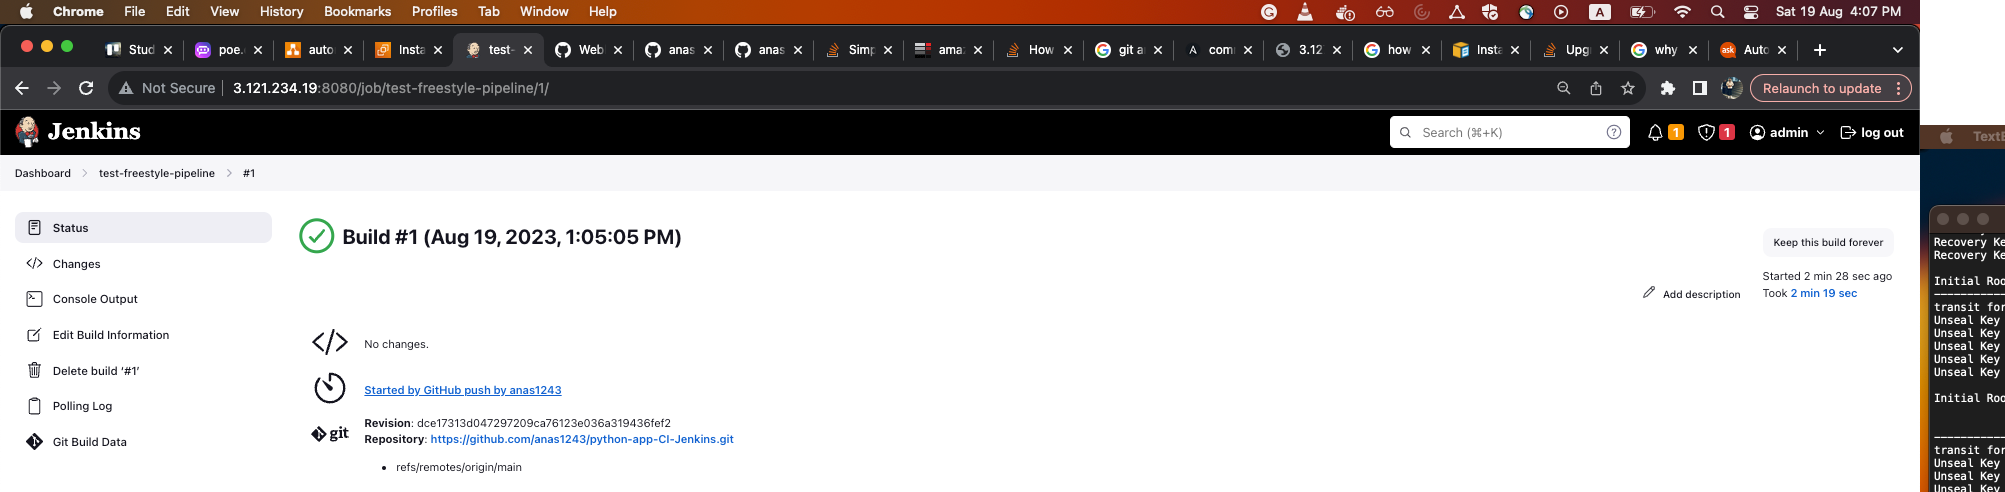 Chrome File Edit View History Bookmarks Profiles Tab Window Help A Sat 19 Aug 4:07 PM
Stud poe. auto Insta test- Web anas anas Simp amaz How git a A com 3.12 how Insta Upgr why ask Auto
Not Secure 3.121.234.19:8080/job/test-freestyle-pipeline/1/ Relaunch to update
Jenkins Search (⌘+K) ? 1 1 admin log out
TextE
Dashboard test-freestyle-pipeline #1
Status
Build #1 (Aug 19, 2023, 1:05:05 PM)
Keep this build forever
Changes
Started 2 min 28 sec ago
Add description
Took 2 min 19 sec
Console Output
Edit Build Information
No changes.
Delete build '#1'
Started by GitHub push by anas1243
Polling Log
Revision: dce17313d047297209ca76123e036a319436fef2
git
Repository: https://github.com/anas1243/python-app-CI-Jenkins.git
Git Build Data
refs/remotes/origin/main
Recovery Ke
Recovery Ke
Initial Roo
transit for
Unseal Key
Unseal Key
Unseal Key
Unseal Key
Unseal Key
Initial Roo
transit for
Unseal Key
Unseal Key